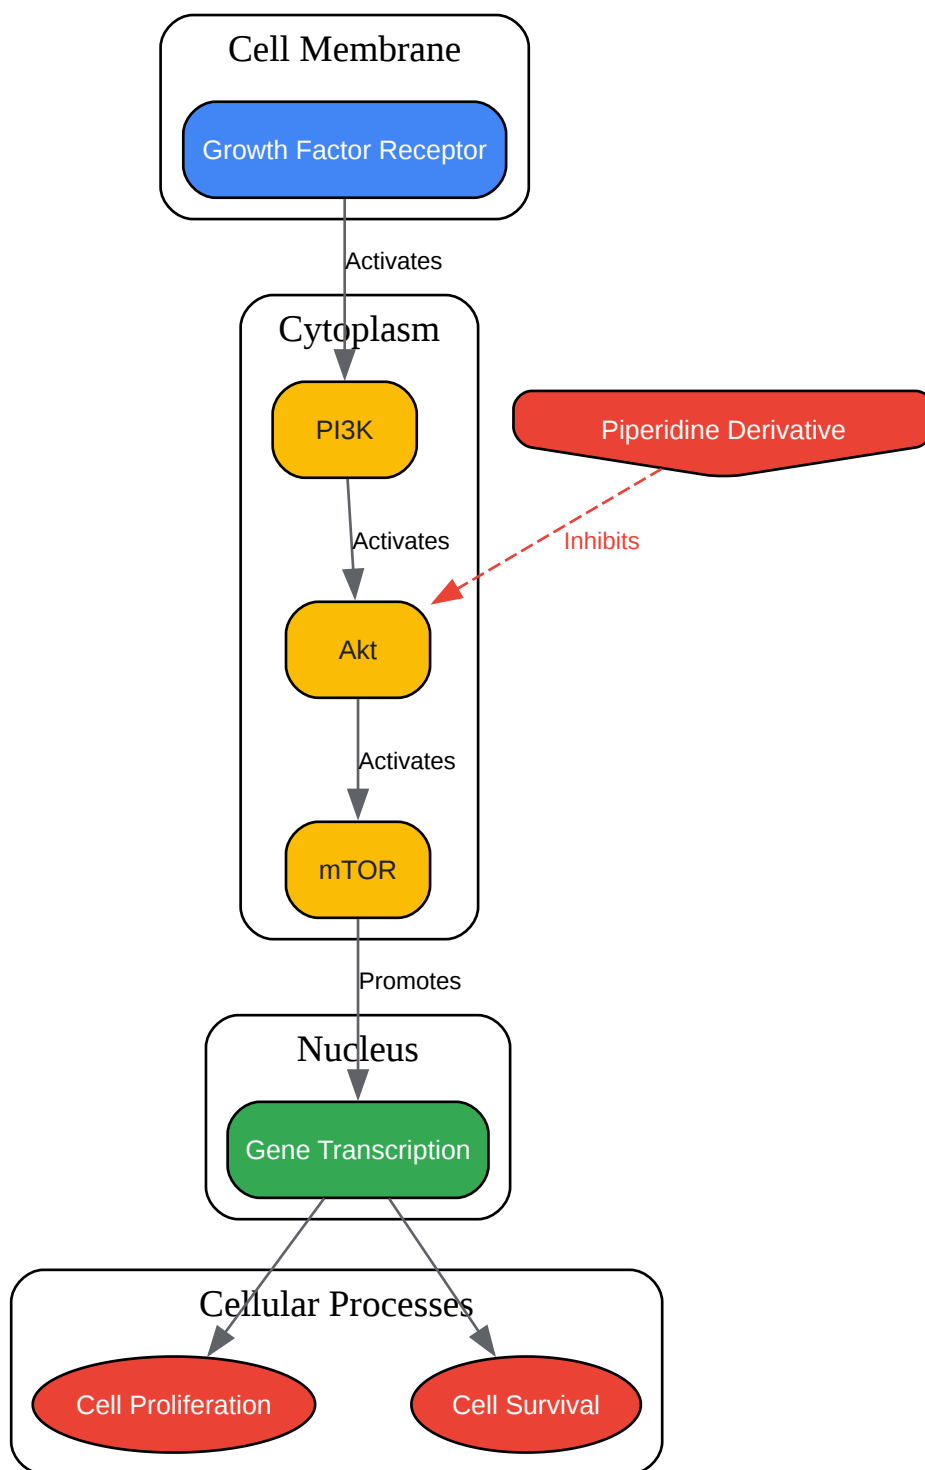 Cell Membrane
Growth Factor Receptor
Activates
Cytoplasm
PI3K
Piperidine Derivative
Activates
Inhibits
Akt
Activates
mTOR
Promotes
Nucleus
Gene Transcription
Cellular Processes
Cell Proliferation
Cell Survival